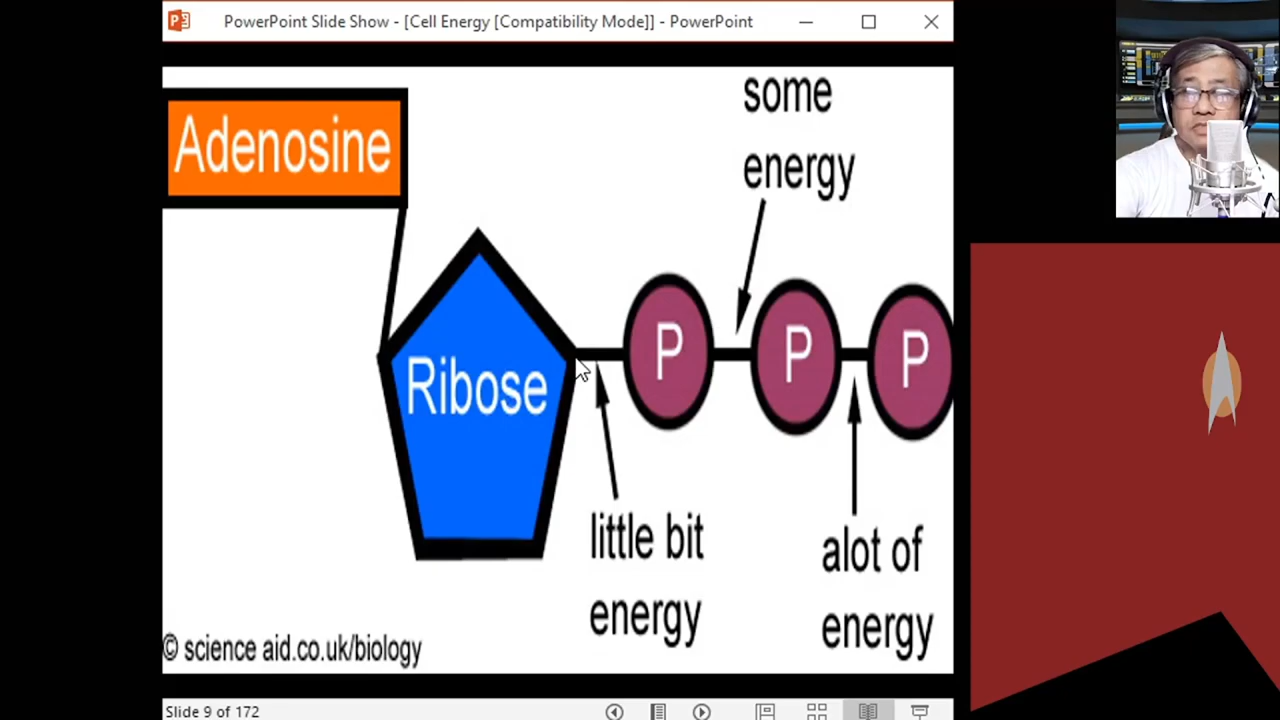 PowerPoint Slide Show - [Cell Energy [Compatibility Mode]] - PowerPoint
some
energy
Adenosine
Ribose
P
P
P
little bit
energy
alot of
energy
© science aid.co.uk/biology
Slide 9 of 172